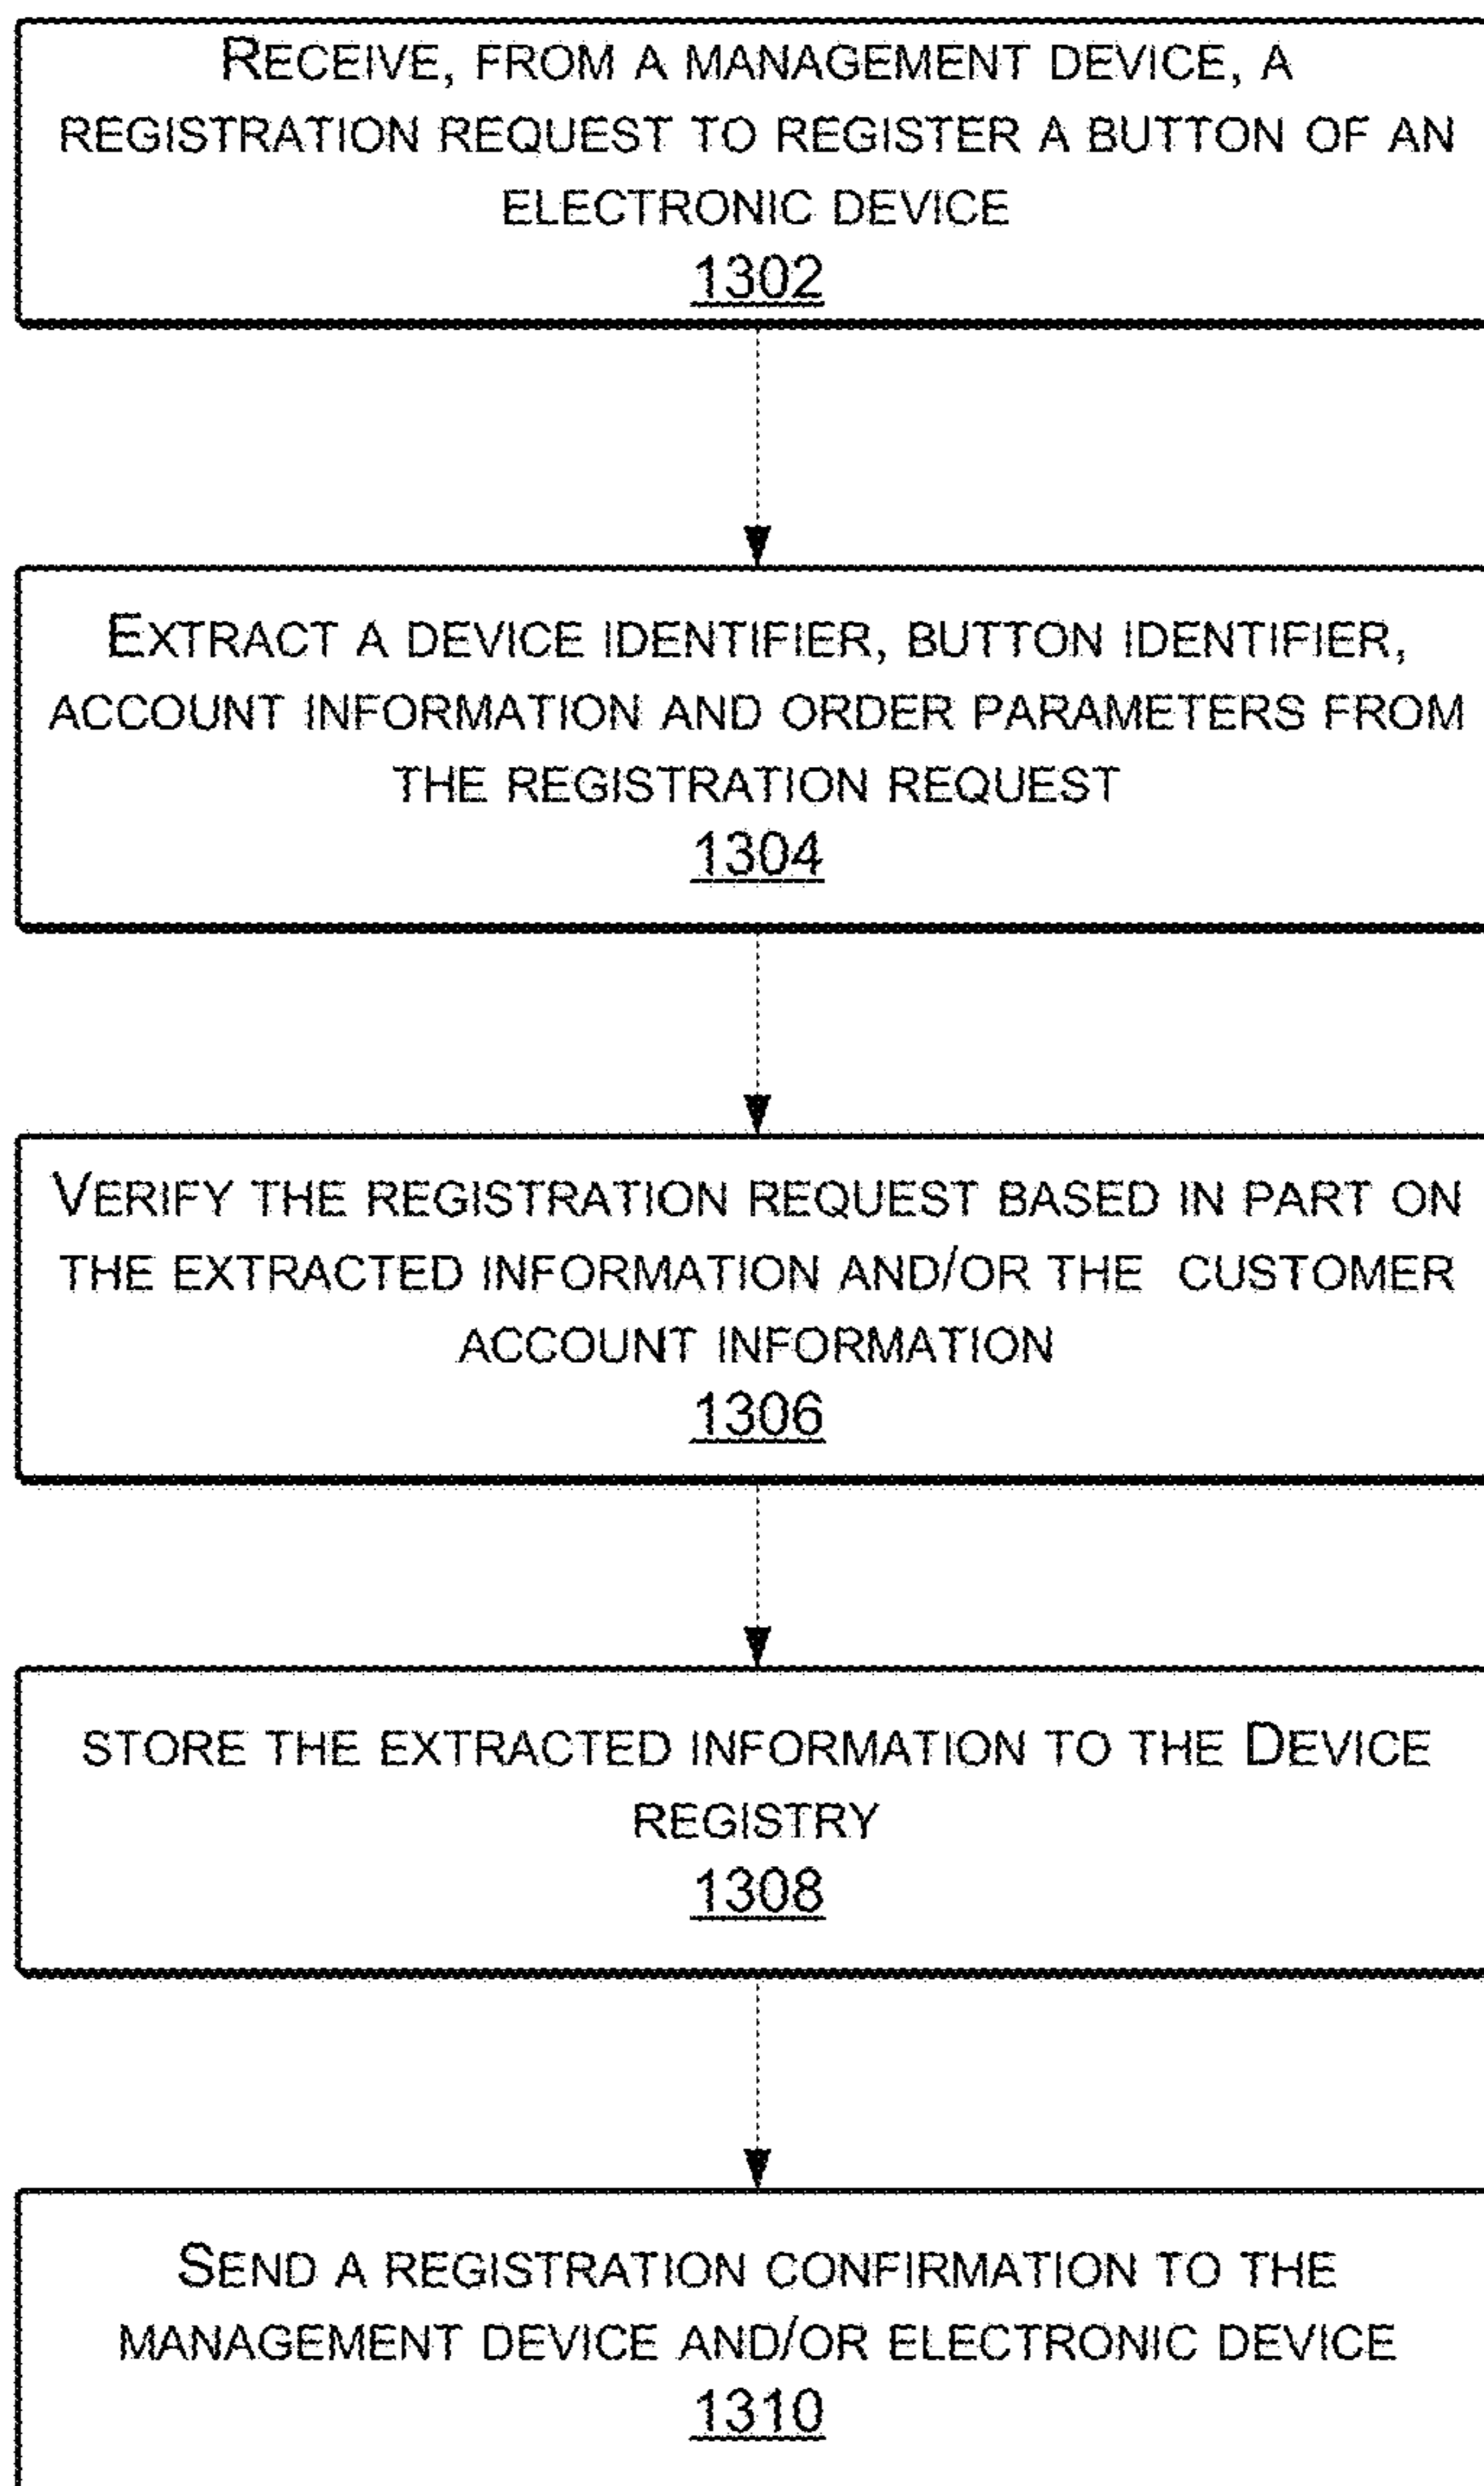 RECEIVE, FROM A MANAGEMENT DEVICE, A
REGISTRATION REQUEST TO REGISTER A BUTTON OF AN
ELECTRONIC DEVICE
1302
EXTRACT A DEVICE IDENTIFIER, BUTTON IDENTIFIER,
ACCOUNT INFORMATION AND ORDER PARAMETERS FROM
THE REGISTRATION REQUEST
1304
VERIFY THE REGISTRATION REQUEST BASED IN PART ON
THE EXTRACTED INFORMATION AND/OR THE CUSTOMER
ACCOUNT INFORMATION
1306
STORE THE EXTRACTED INFORMATION TO THE DEVICE
REGISTRY
1308
SEND A REGISTRATION CONFIRMATION TO THE
MANAGEMENT DEVICE AND/OR ELECTRONIC DEVICE
1310